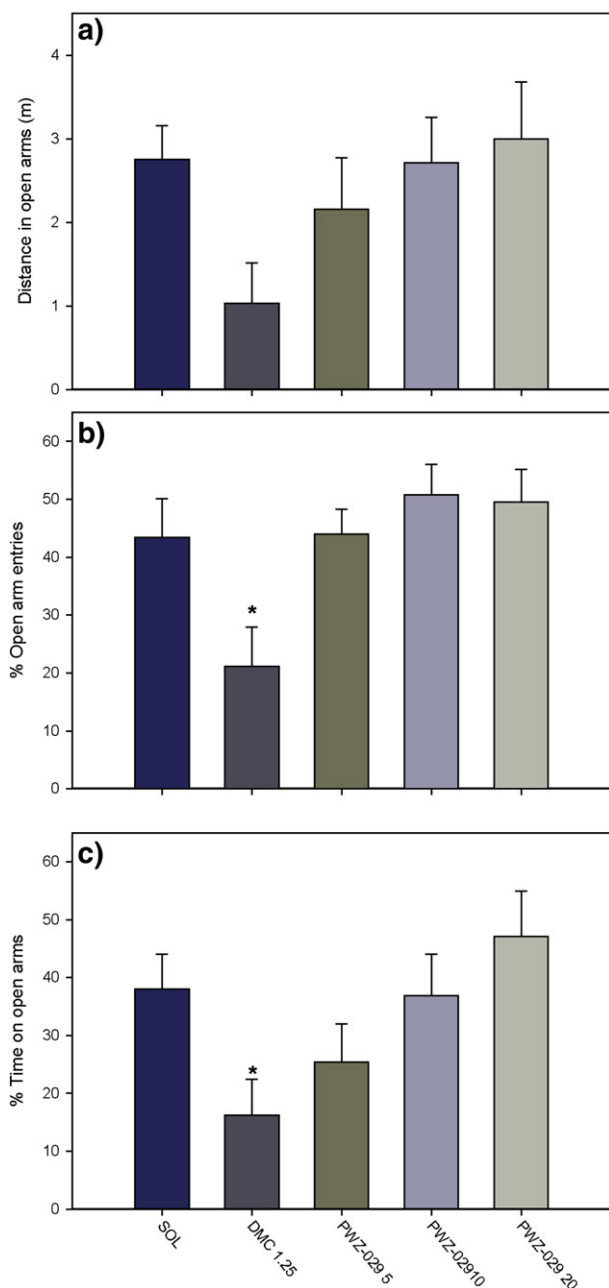 a)
4
3
2
1
0
Distance in open arms (m)
b)
60
50
40
30
20
10
0
% Open arm entries
*
c)
60
50
40
30
20
10
0
% Time on open arms
*
SOL
DMC 1.25
PWZ-029 5
PWZ-02910
PWZ-029 20